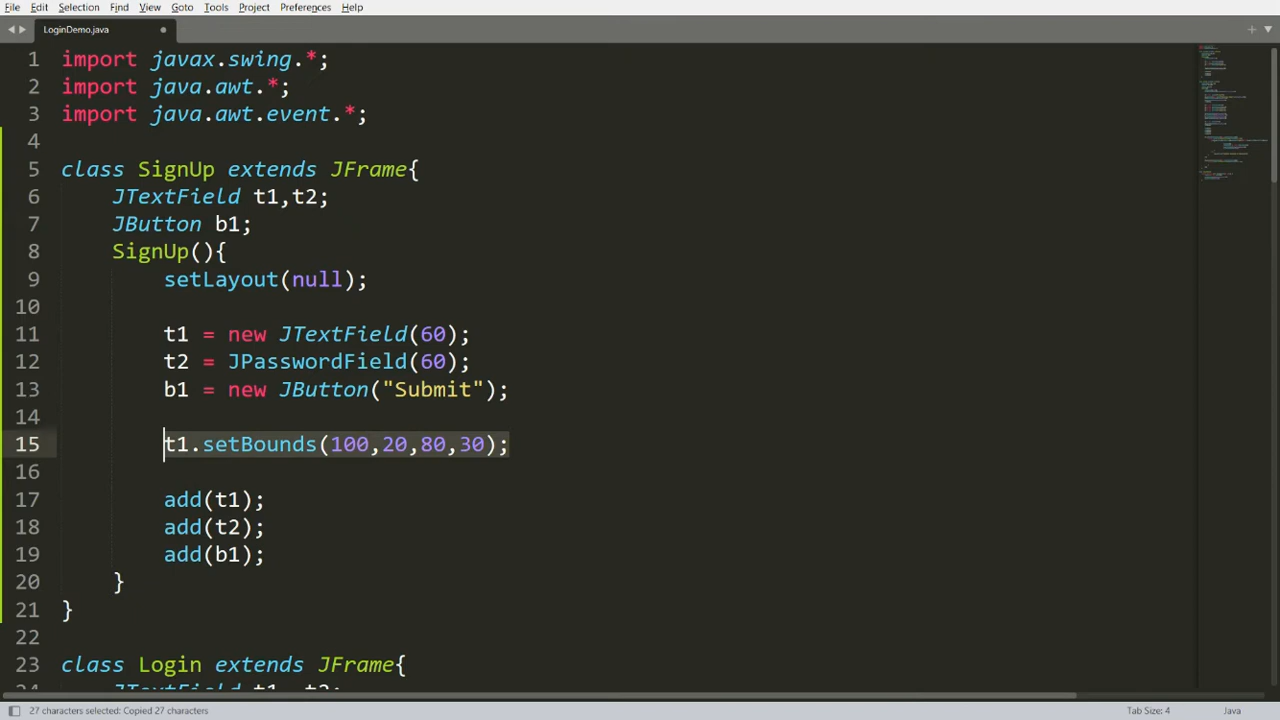 File Edit Selection Find View Goto Tools Project Preferences Help
LoginDemo.java
1 import javax.swing.*;
2 import java.awt.*;
3 import java.awt.event.*;
4
5 class SignUp extends JFrame{
6 JTextField t1,t2;
7 JButton b1;
8 SignUp(){
9 setLayout(null);
10
11 t1 = new JTextField(60);
12 t2 = JPasswordField(60);
13 b1 = new JButton("Submit");
14
15 t1.setBounds(100,20,80,30);
16
17 add(t1);
18 add(t2);
19 add(b1);
20 }
21 }
22
23 class Login extends JFrame{
24 JTextField t1, t2;
27 characters selected: Copied 27 characters Tab Size: 4 Java